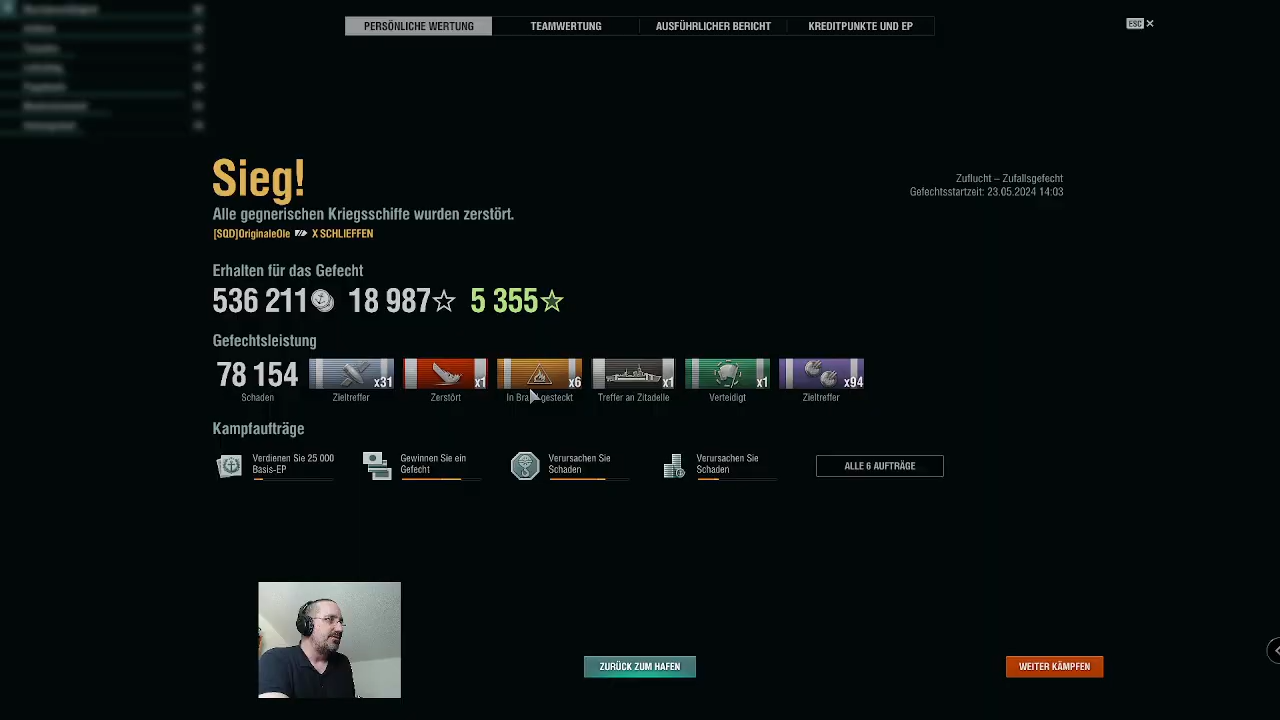 PERSÖNLICHE WERTUNG TEAMWERTUNG AUSFÜHRLICHER BERICHT KREDITPUNKTE UND EP ESC
Sieg!
Zuflucht – Zufallsgefecht
Gefechtsstartzeit: 23.05.2024 14:03
Alle gegnerischen Kriegsschiffe wurden zerstört.
[SQD]OriginaleOle X SCHLIEFFEN
Erhalten für das Gefecht
536 211 18 987 5 355
Gefechtsleistung
78 154 x31 x1 x6 x1 x1 x94
Schaden Zieltreffer Zerstört In Bra gesteckt Treffer an Zitadelle Verteidigt Zieltreffer
Kampfaufträge
Verdienen Sie 25 000 Gewinnen Sie ein Verursachen Sie Verursachen Sie
Basis-EP Gefecht Schaden Schaden
ALLE 6 AUFTRÄGE
ZURÜCK ZUM HAFEN WEITER KÄMPFEN